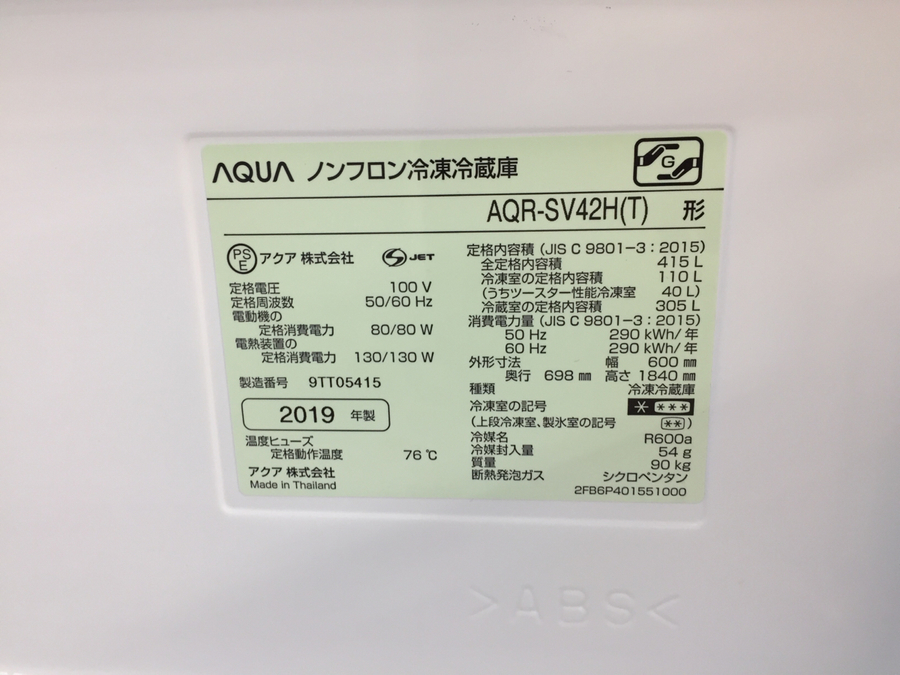 AQUA ノンフロン冷凍冷蔵庫
G
AQR-SV42H(T) 形
PSE アクア 株式会社 S JET
定格電圧 100 V
定格周波数 50/60 Hz
電動機の
定格消費電力 80/80 W
電熱装置の
定格消費電力 130/130 W
製造番号 9TT05415
2019 年製
温度ヒューズ
定格動作温度 76 ℃
アクア 株式会社
Made in Thailand
定格内容積 (JIS C 9801-3:2015)
全定格内容積 415 L
冷凍室の定格内容積 110 L
(うちツースター性能冷凍室 40 L)
冷蔵室の定格内容積 305 L
消費電力量 (JIS C 9801-3:2015)
50 Hz 290 kWh/年
60 Hz 290 kWh/年
外形寸法 幅 600 ㎜
奥行 698 ㎜ 高さ 1840 ㎜
種類 冷凍冷蔵庫
冷凍室の記号 * ***
(上段冷凍室、製氷室の記号 **)
冷媒名 R600a
冷媒封入量 54 g
質量 90 kg
断熱発泡ガス シクロペンタン
2FB6P401551000
>ABS<